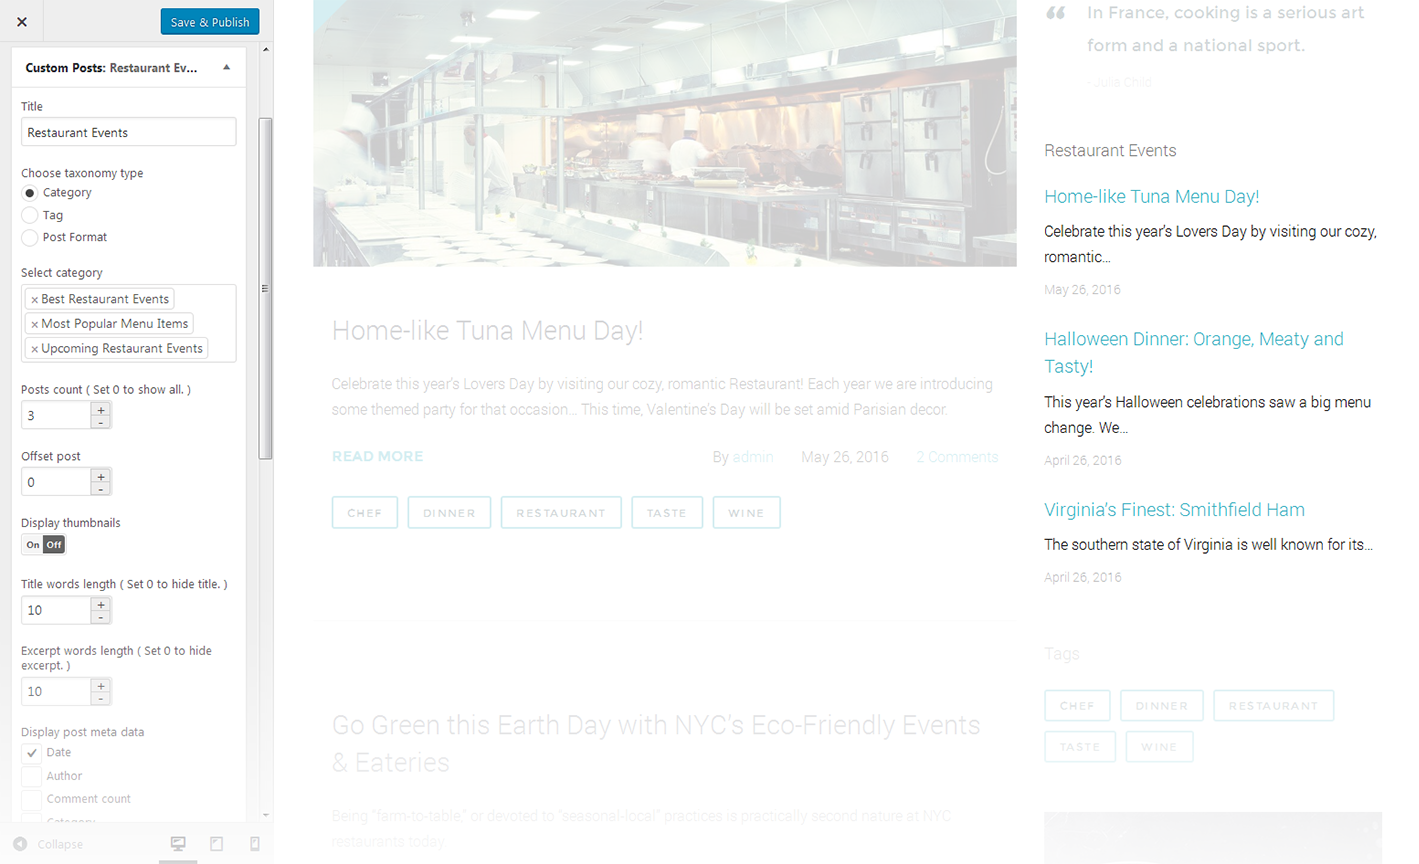 Save & Publish
Custom Posts: Restaurant Ev...
Title
Restaurant Events
Choose taxonomy type
Category
Tag
Post Format
Select category
× Best Restaurant Events
× Most Popular Menu Items
× Upcoming Restaurant Events
Posts count ( Set 0 to show all. )
3
Offset post
0
Display thumbnails
On Off
Title words length ( Set 0 to hide title. )
10
Excerpt words length ( Set 0 to hide
excerpt. )
10
Display post meta data
Date
Author
Comment count
Category
Collapse
Home-like Tuna Menu Day!
Celebrate this year's Lovers Day by visiting our cozy, romantic Restaurant! Each year we are introducing
some themed party for that occasion... This time, Valentine's Day will be set amid Parisian decor.
READ MORE
By admin May 26, 2016 2 Comments
CHEF DINNER RESTAURANT TASTE WINE
Go Green this Earth Day with NYC's Eco-Friendly Events
& Eateries
Being "farm-to-table," or devoted to "seasonal-local" practices is practically second nature at NYC
restaurants today.
“ In France, cooking is a serious art
form and a national sport.
- Julia Child
Restaurant Events
Home-like Tuna Menu Day!
Celebrate this year's Lovers Day by visiting our cozy,
romantic...
May 26, 2016
Halloween Dinner: Orange, Meaty and
Tasty!
This year's Halloween celebrations saw a big menu
change. We...
April 26, 2016
Virginia's Finest: Smithfield Ham
The southern state of Virginia is well known for its...
April 26, 2016
Tags
CHEF DINNER RESTAURANT
TASTE WINE